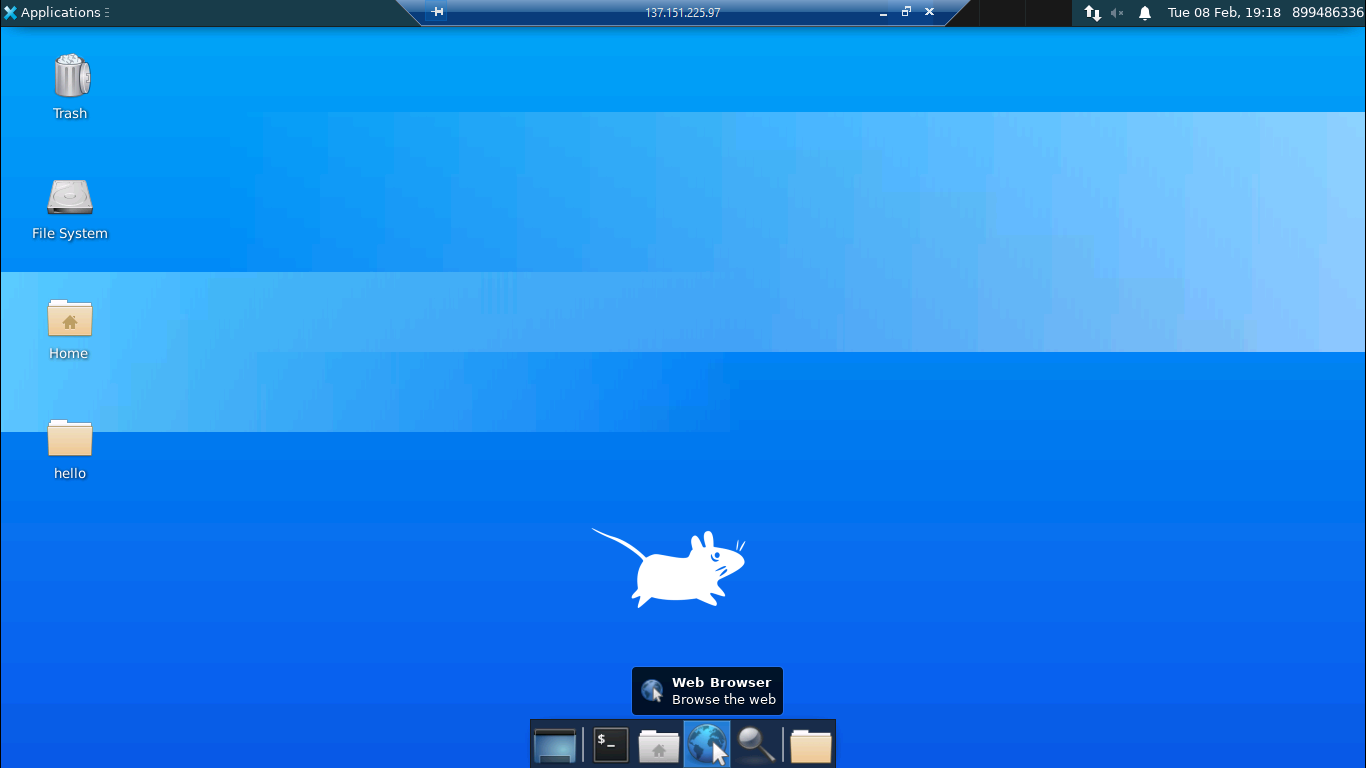 Applications
137.151.225.97
Tue 08 Feb, 19:18 899486336
Trash
File System
Home
hello
Web Browser
Browse the web
$_